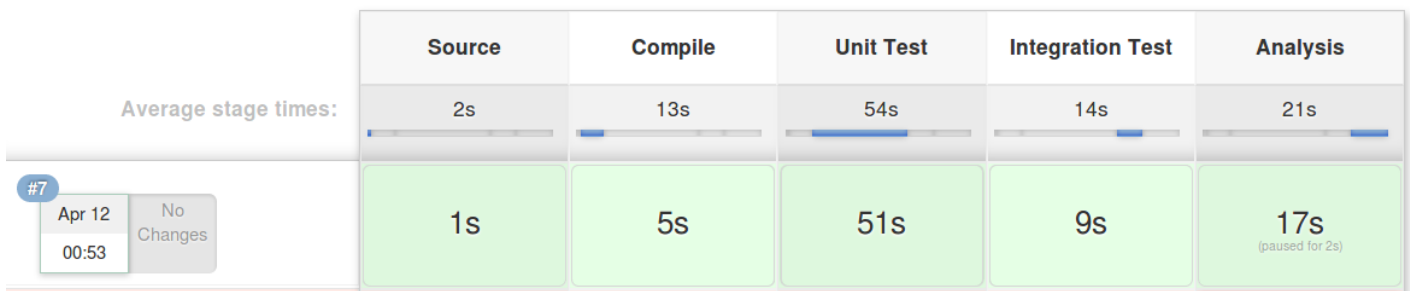 Source Compile Unit Test Integration Test Analysis
Average stage times: 2s 13s 54s 14s 21s
#7
Apr 12 No
Changes
00:53
1s 5s 51s 9s 17s
(paused for 2s)